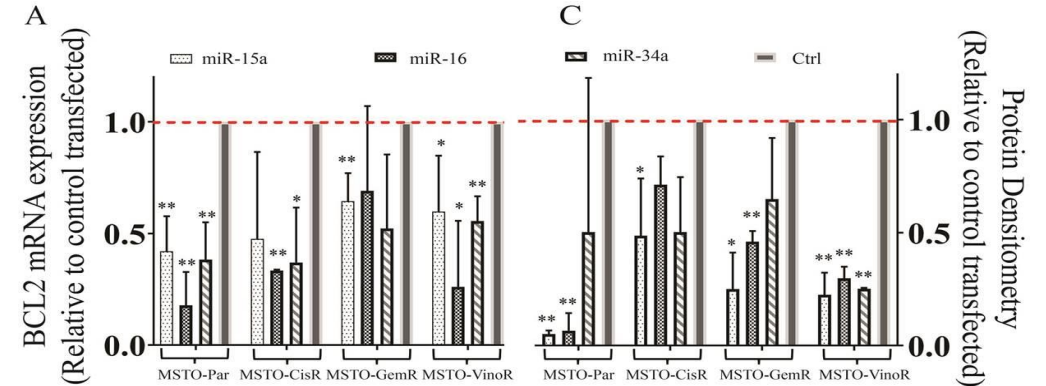 A
C
BCL2 mRNA expression
(Relative to control transfected)
miR-15a
miR-16
miR-34a
Ctrl
1.0
0.5
0.0
** ** **
** *
**
* * **
MSTO-Par MSTO-CisR MSTO-GemR MSTO-VinoR
** **
*
* **
** ** **
MSTO-Par MSTO-CisR MSTO-GemR MSTO-VinoR
1.0
0.5
0.0
Protein Densitometry
(Relative to control transfected)